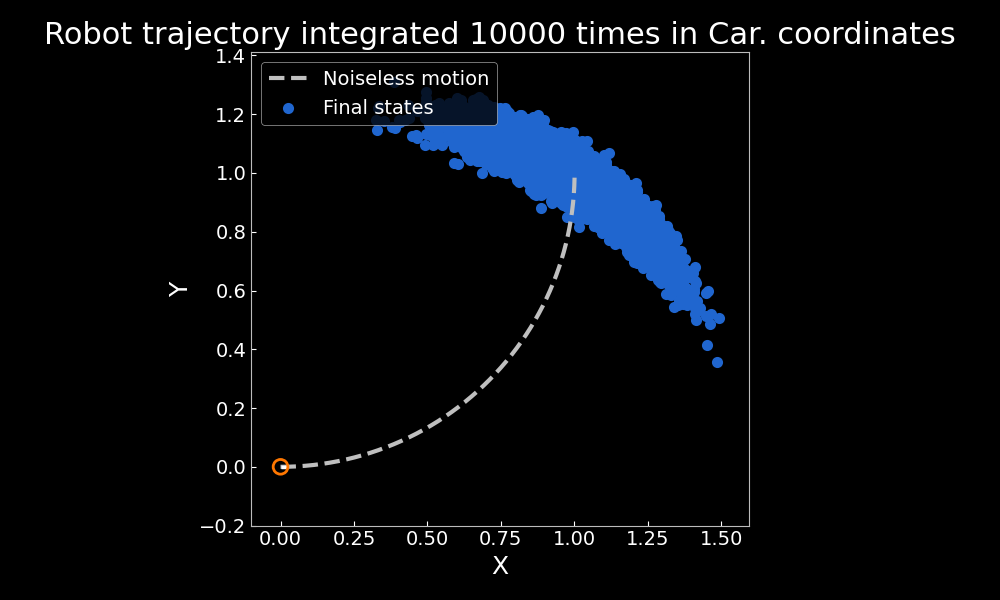 Robot trajectory integrated 10000 times in Car. coordinates
Noiseless motion
Final states
1.4
1.2
1.0
0.8
0.6
0.4
0.2
0.0
−0.2
Y
0.00 0.25 0.50 0.75 1.00 1.25 1.50
X